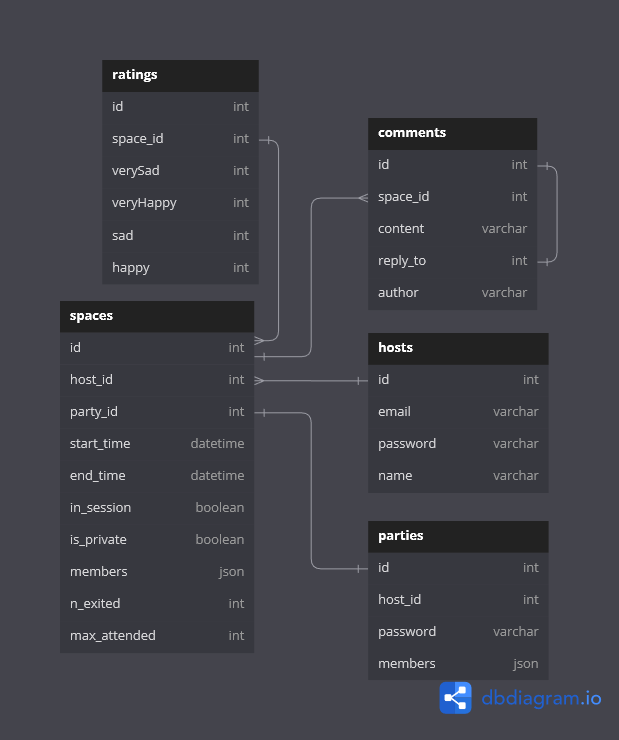 ratings
id int
space_id int
verySad int
veryHappy int
sad int
happy int
comments
id int
space_id int
content varchar
reply_to int
author varchar
spaces
id int
host_id int
party_id int
start_time datetime
end_time datetime
in_session boolean
is_private boolean
members json
n_exited int
max_attended int
hosts
id int
email varchar
password varchar
name varchar
parties
id int
host_id int
password varchar
members json
dbdiagram.io